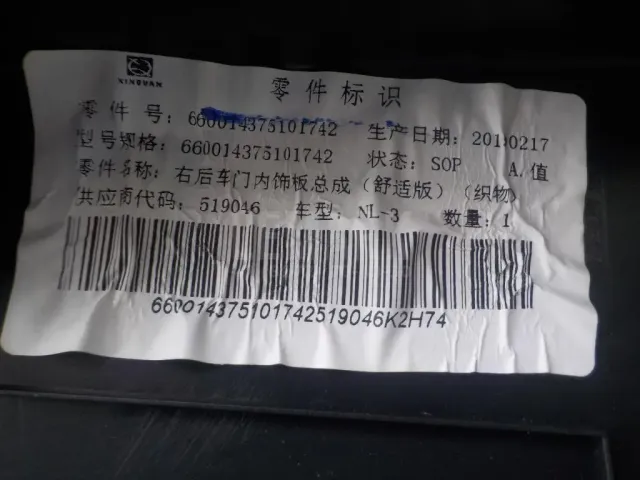 XINGYUAN
零件标识
零件号: 660014375101742 生产日期: 20190217
型号规格: 660014375101742 状态: SOP A.值
零件名称: 右后车门内饰板总成（舒适版）（织物）
供应商代码: 519046 车型: NL-3 数量: 1
660014375101742519046K2H74